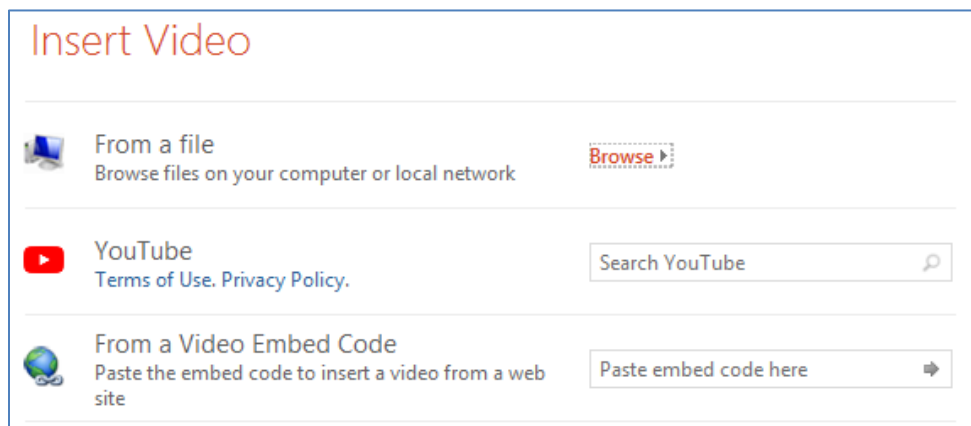 Insert Video
From a file
Browse files on your computer or local network
Browse
YouTube
Terms of Use. Privacy Policy.
Search YouTube
From a Video Embed Code
Paste the embed code to insert a video from a web
site
Paste embed code here